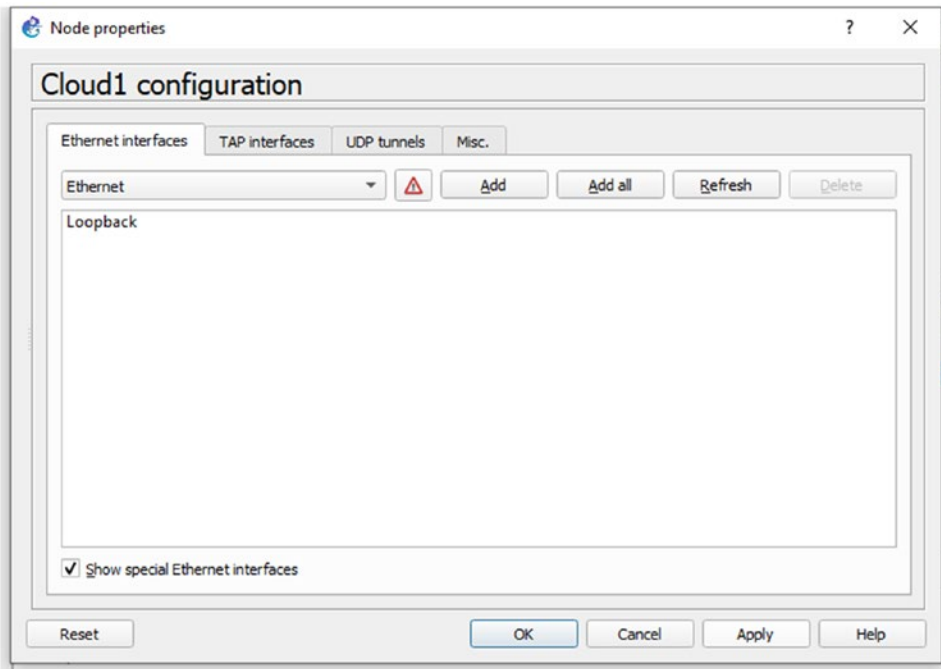 Node properties
Cloud1 configuration
Ethernet interfaces TAP interfaces UDP tunnels Misc.
Ethernet Add Add all Refresh Delete
Loopback
Show special Ethernet interfaces
Reset OK Cancel Apply Help